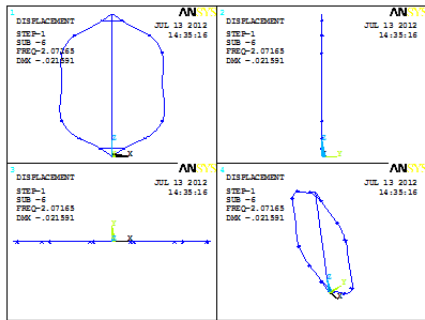 1
DISPLACEMENT
STEP=1
SUB =6
FREQ=2.07165
DMX =.021591
ANSYS
JUL 13 2012
14:35:16
Z
X
2
DISPLACEMENT
STEP=1
SUB =6
FREQ=2.07165
DMX =.021591
ANSYS
JUL 13 2012
14:35:16
Z
Y
3
DISPLACEMENT
STEP=1
SUB =6
FREQ=2.07165
DMX =.021591
ANSYS
JUL 13 2012
14:35:16
Y
X
4
DISPLACEMENT
STEP=1
SUB =6
FREQ=2.07165
DMX =.021591
ANSYS
JUL 13 2012
14:35:16
Z
Y
X